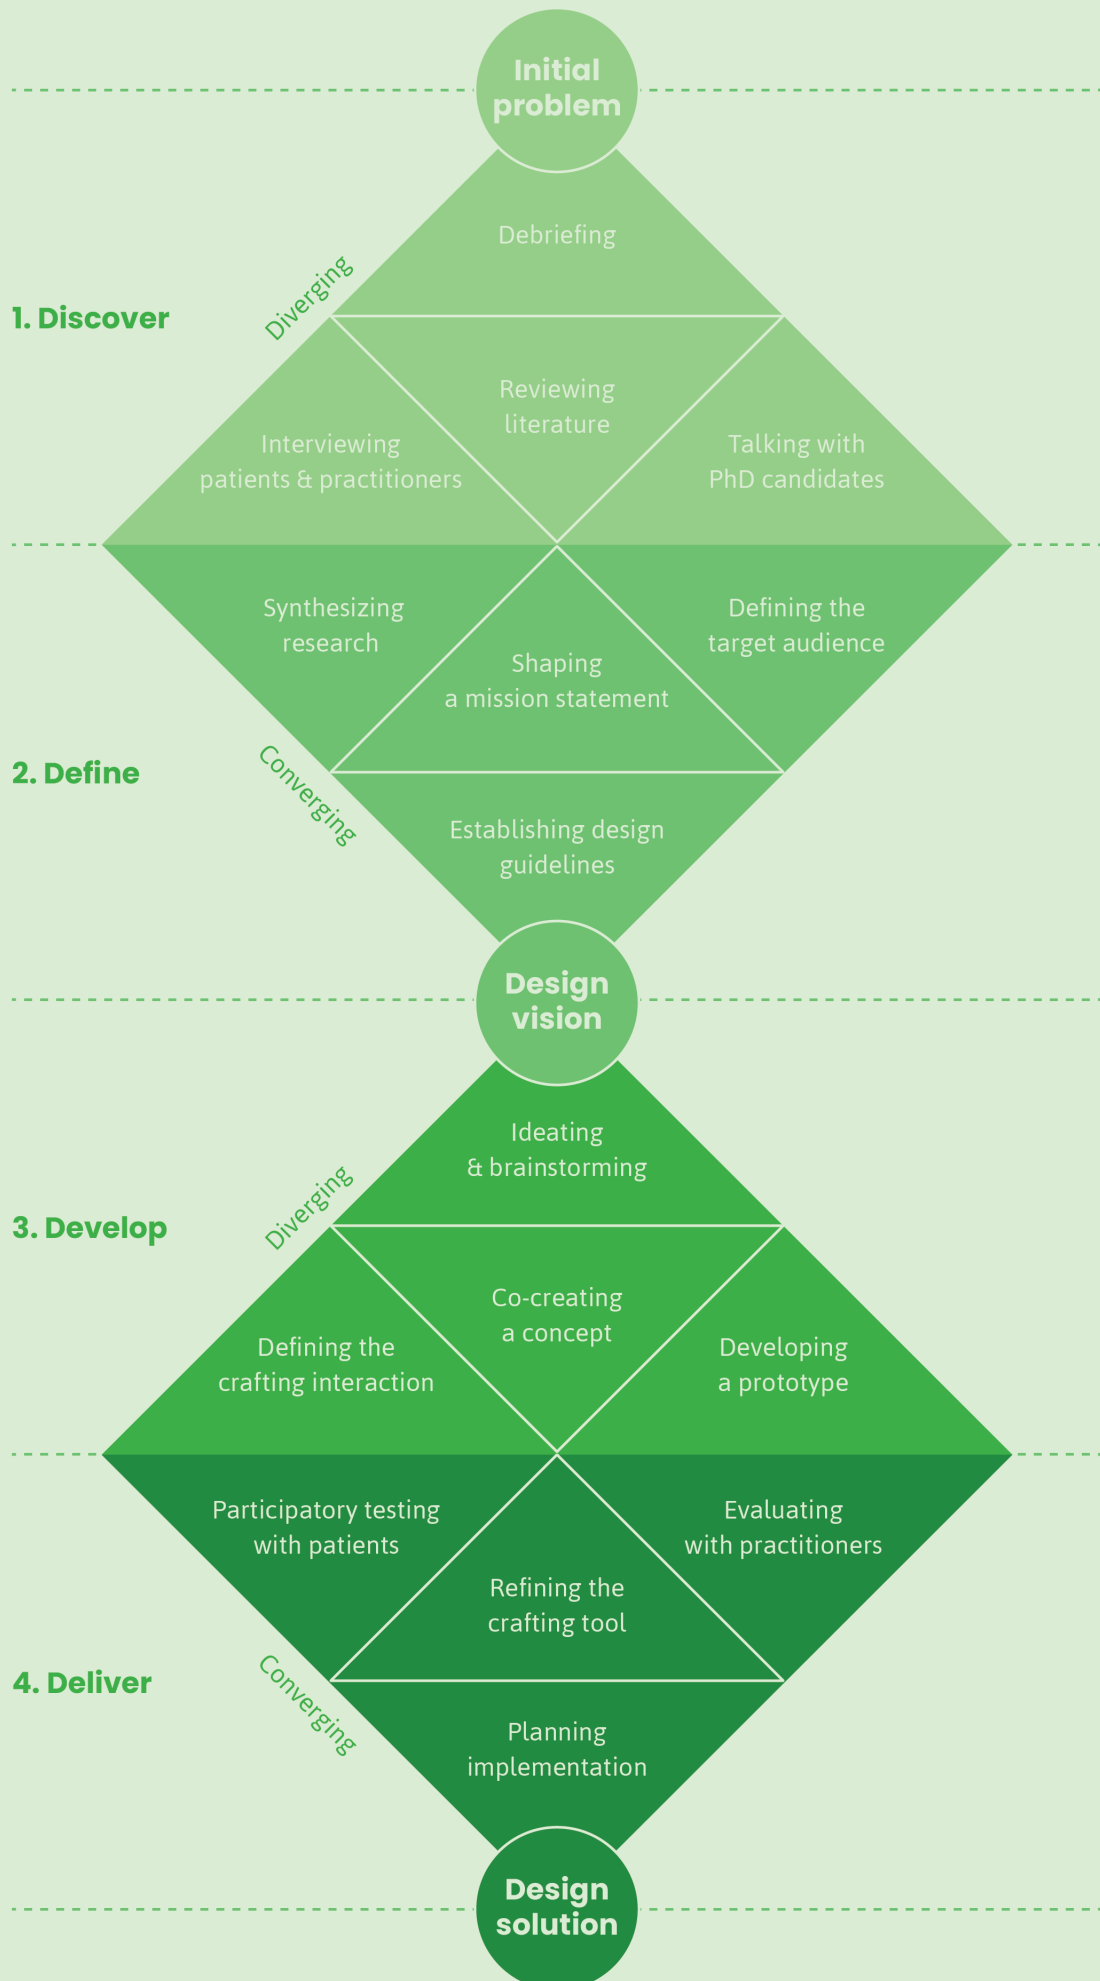 Initial
problem
Debriefing
Diverging
1. Discover
Reviewing
literature
Interviewing
patients & practitioners
Talking with
PhD candidates
Synthesizing
research
Defining the
target audience
Shaping
a mission statement
2. Define
Converging
Establishing design
guidelines
Design
vision
Ideating
& brainstorming
Diverging
3. Develop
Co-creating
a concept
Defining the
crafting interaction
Developing
a prototype
Participatory testing
with patients
Evaluating
with practitioners
Refining the
crafting tool
4. Deliver
Converging
Planning
implementation
Design
solution